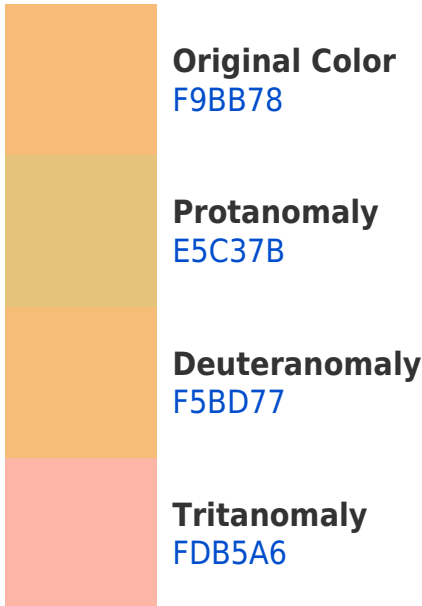 Original Color
F9BB78
Protanomaly
E5C37B
Deuteranomaly
F5BD77
Tritanomaly
FDB5A6